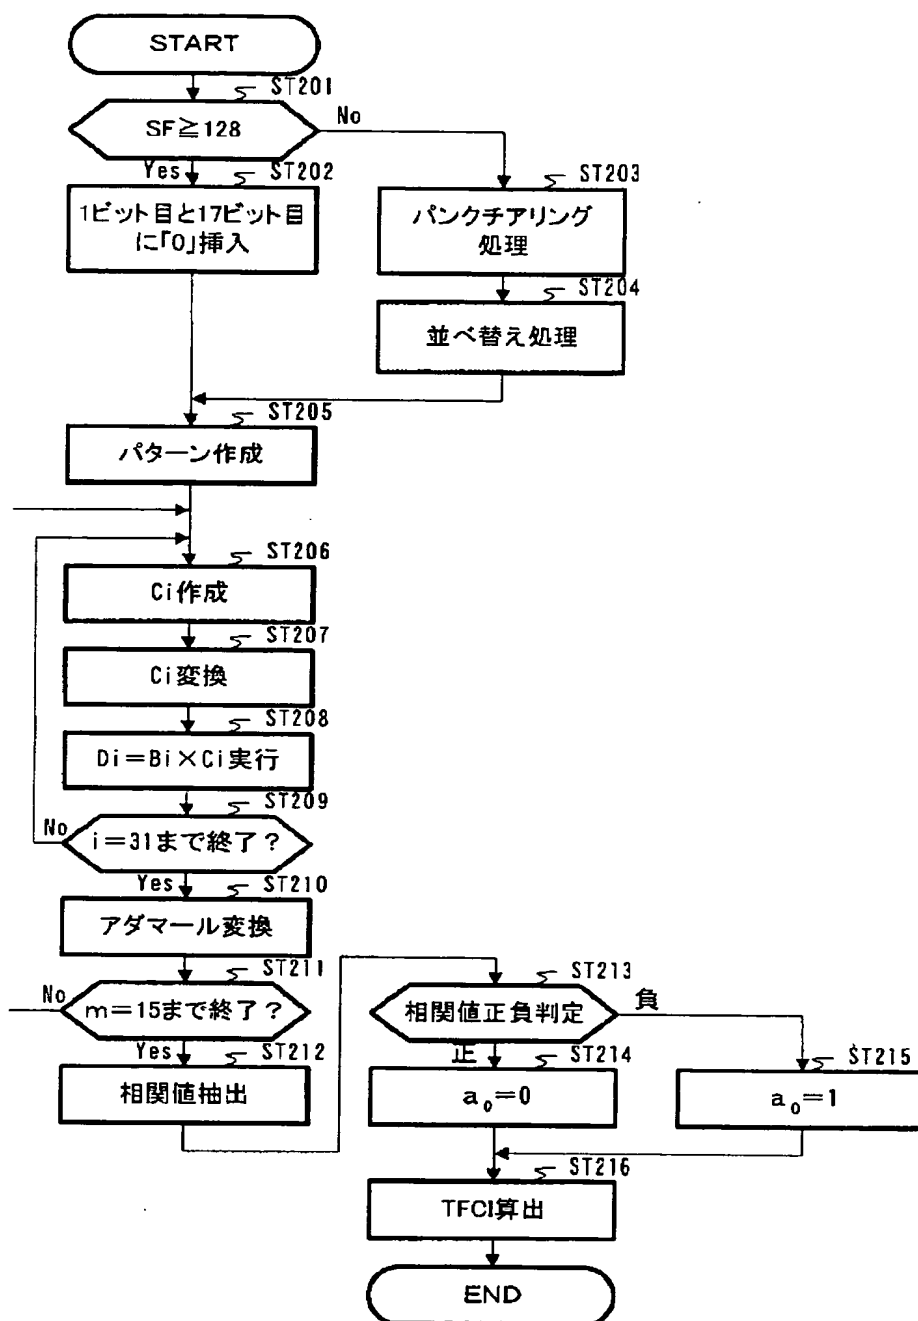 START
ST201
SF≧128
No
Yes
ST202
1ビット目と17ビット目
に「0」挿入
ST203
パンクチアリング
処理
ST204
並べ替え処理
ST205
パターン作成
ST206
Ci作成
ST207
Ci変換
ST208
Di=Bi×Ci実行
ST209
No
i=31まで終了?
Yes
ST210
アダマール変換
ST211
No
m=15まで終了?
Yes
ST212
相関値抽出
ST213
相関値正負判定
負
正
ST214
a₀=0
ST215
a₀=1
ST216
TFCI算出
END